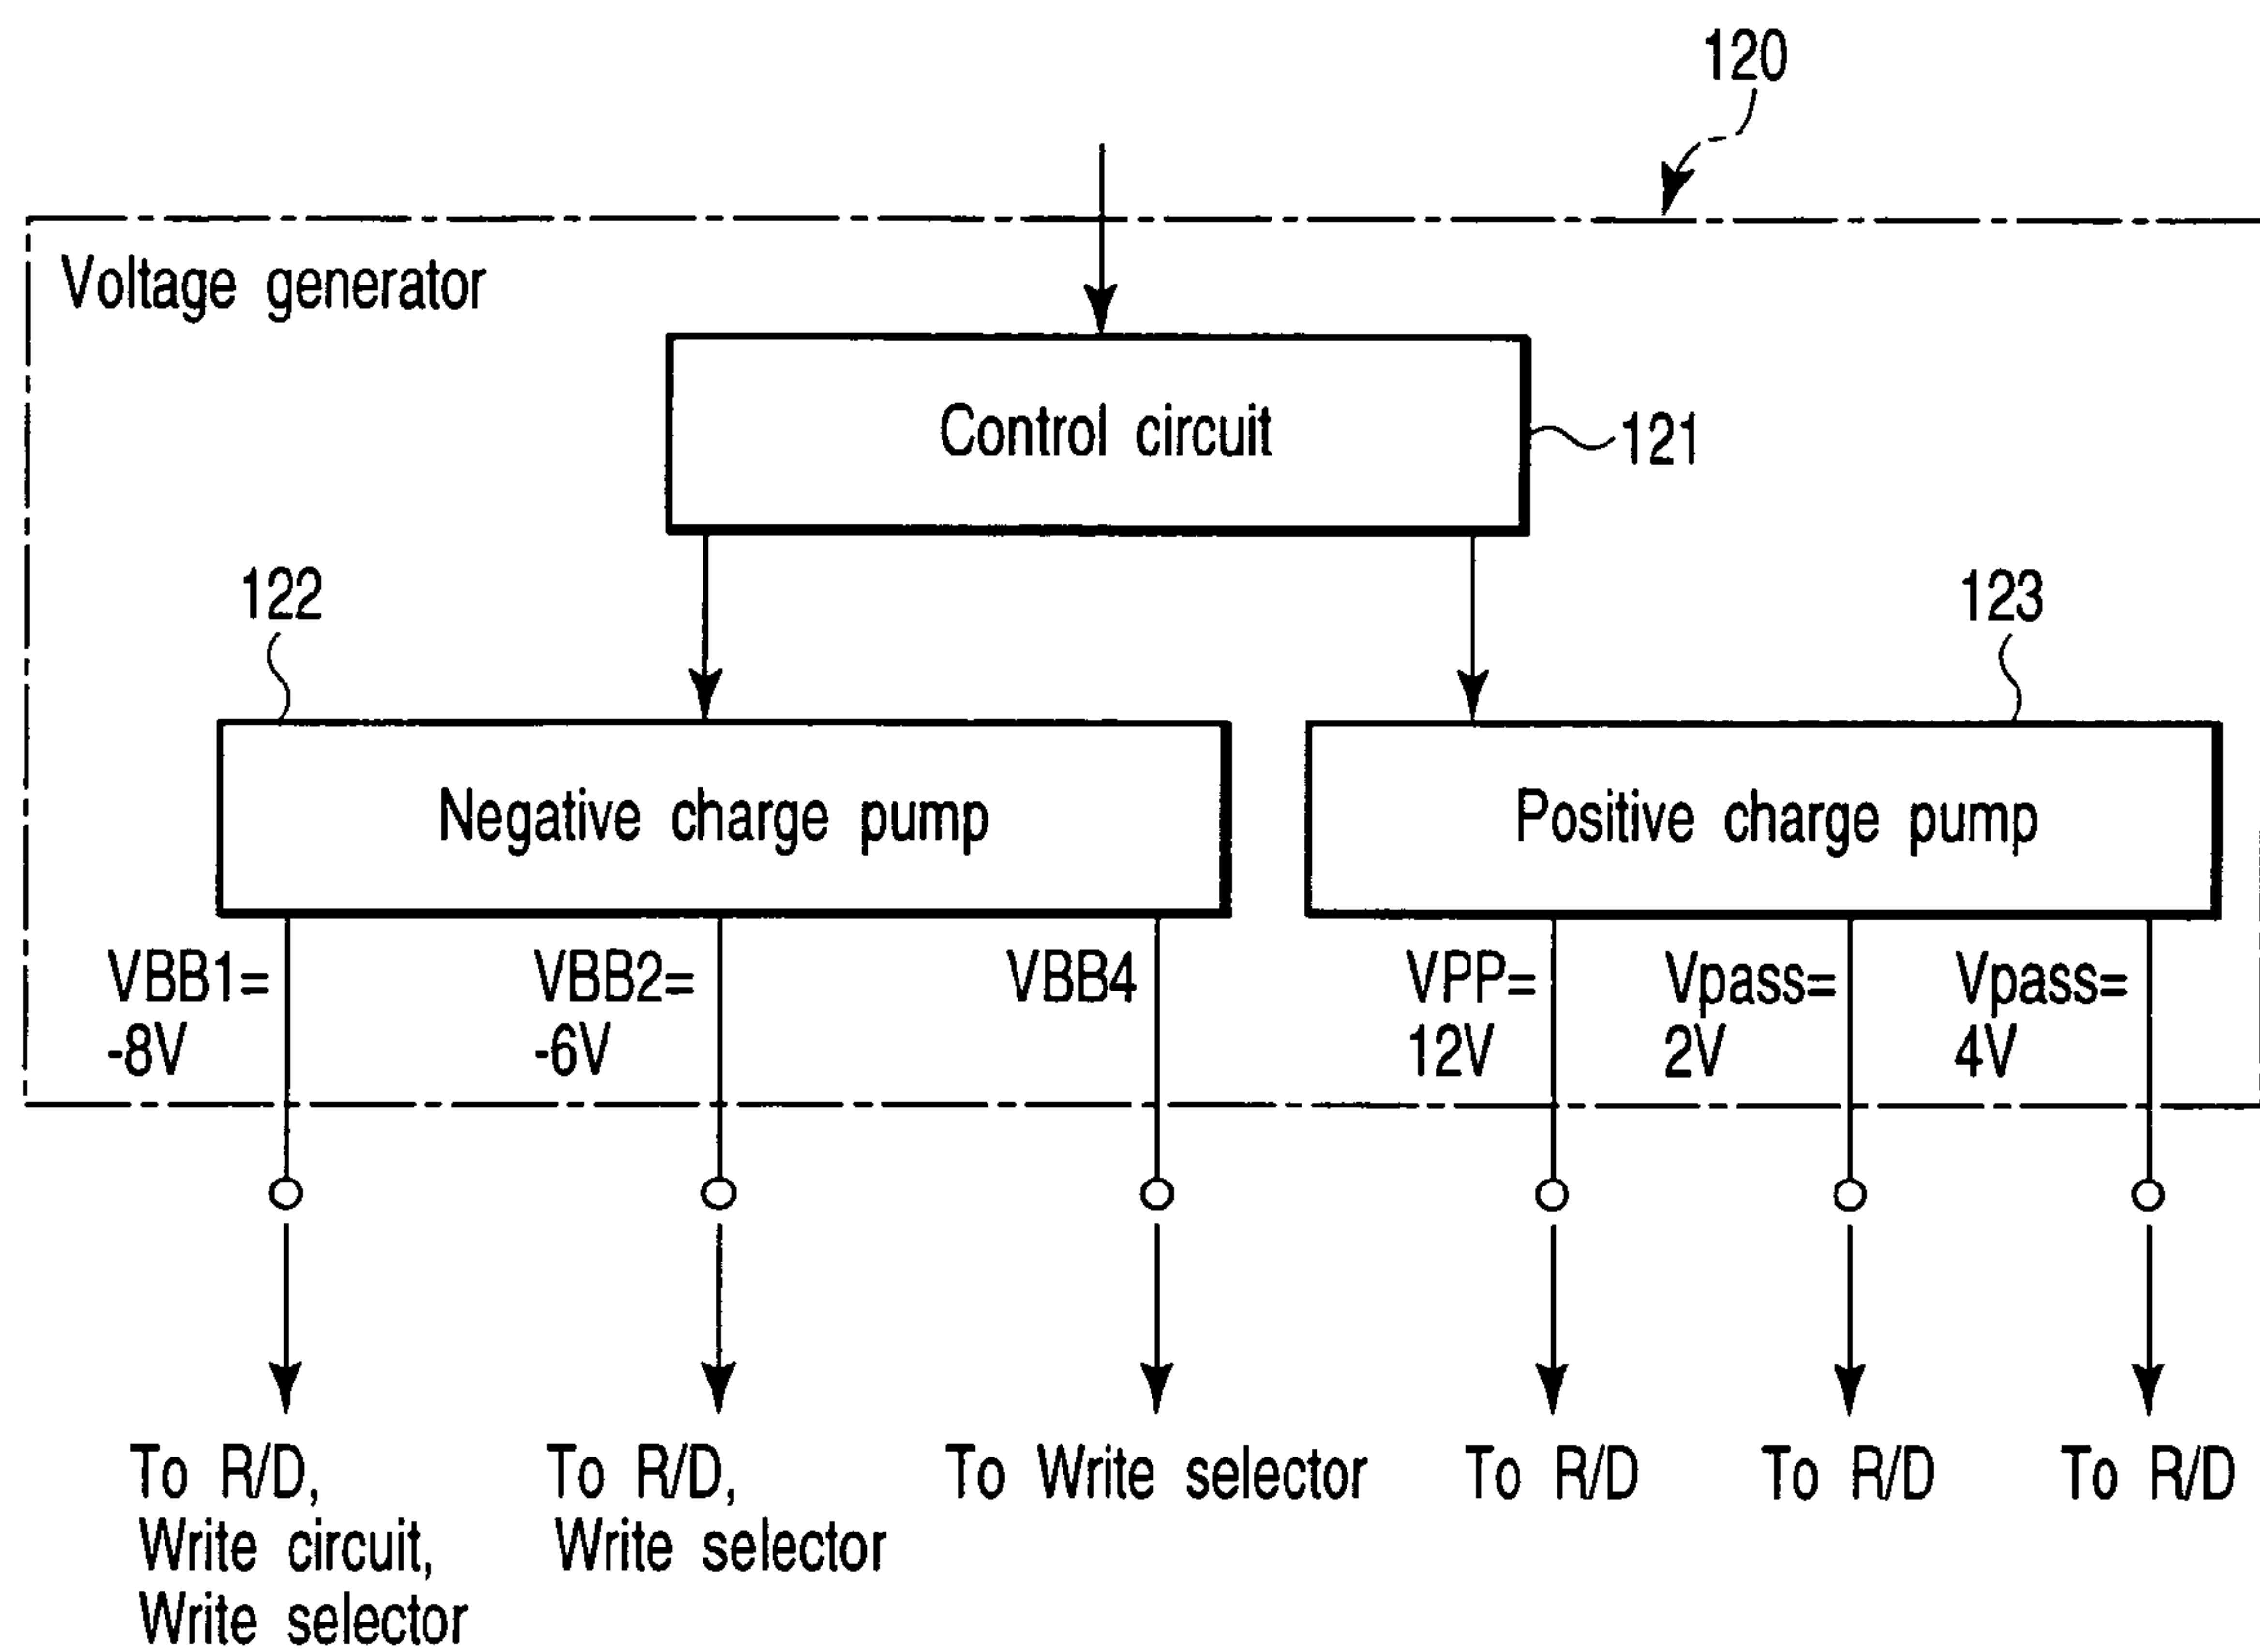 120
Voltage generator
Control circuit
121
122
123
Negative charge pump
Positive charge pump
VBB1=
-8V
VBB2=
-6V
VBB4
VPP=
12V
Vpass=
2V
Vpass=
4V
To R/D,
Write circuit,
Write selector
To R/D,
Write selector
To Write selector
To R/D
To R/D
To R/D